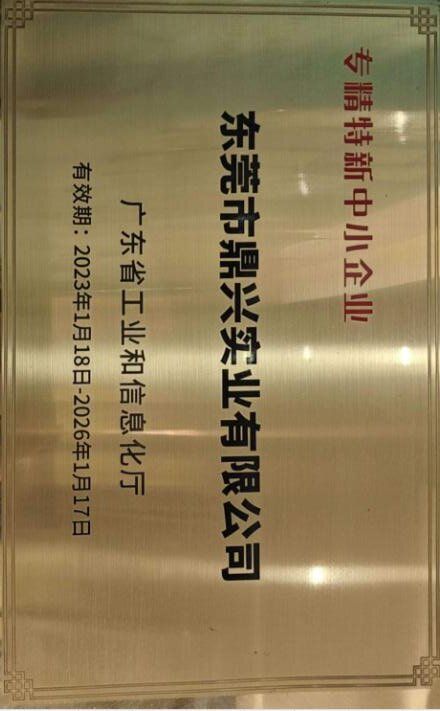 专精特新中小企业
东莞市鼎兴实业有限公司
广东省工业和信息化厅
有效期：2023年1月18日-2026年1月17日